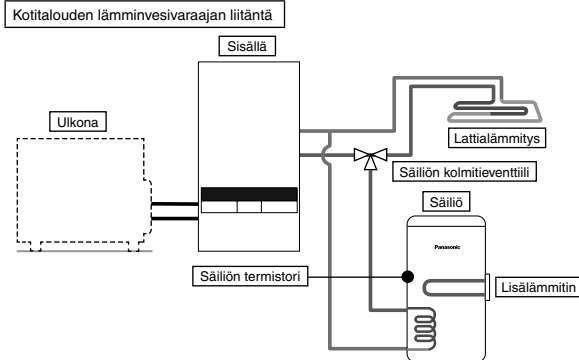 Kotitalouden lämminvesivaraajan liitäntä
Sisällä
Ulkona
Lattialämmitys
Säiliön kolmitieventtiili
Säiliö
Panasonic
Säiliön termistori
Lisälämmitin